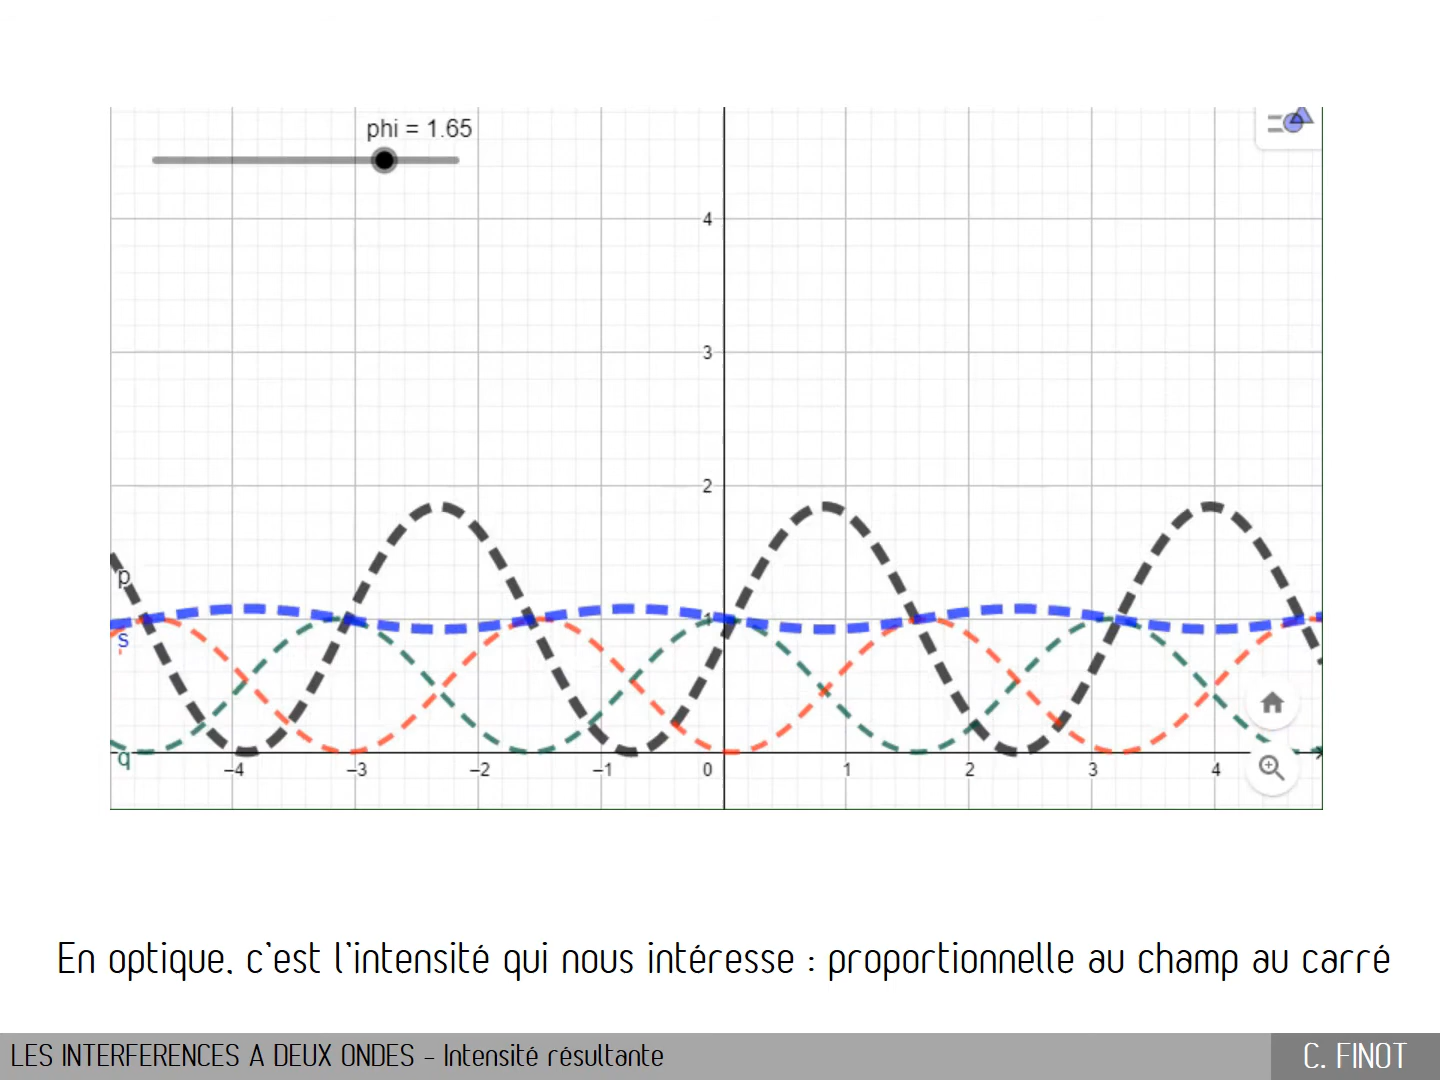 phi = 1.65
4
3
2
1
p
s
q
–4 –3 –2 –1 0 1 2 3 4
En optique, c'est l'intensité qui nous intéresse : proportionnelle au champ au carré
LES INTERFERENCES A DEUX ONDES – Intensité résultante
C. FINOT